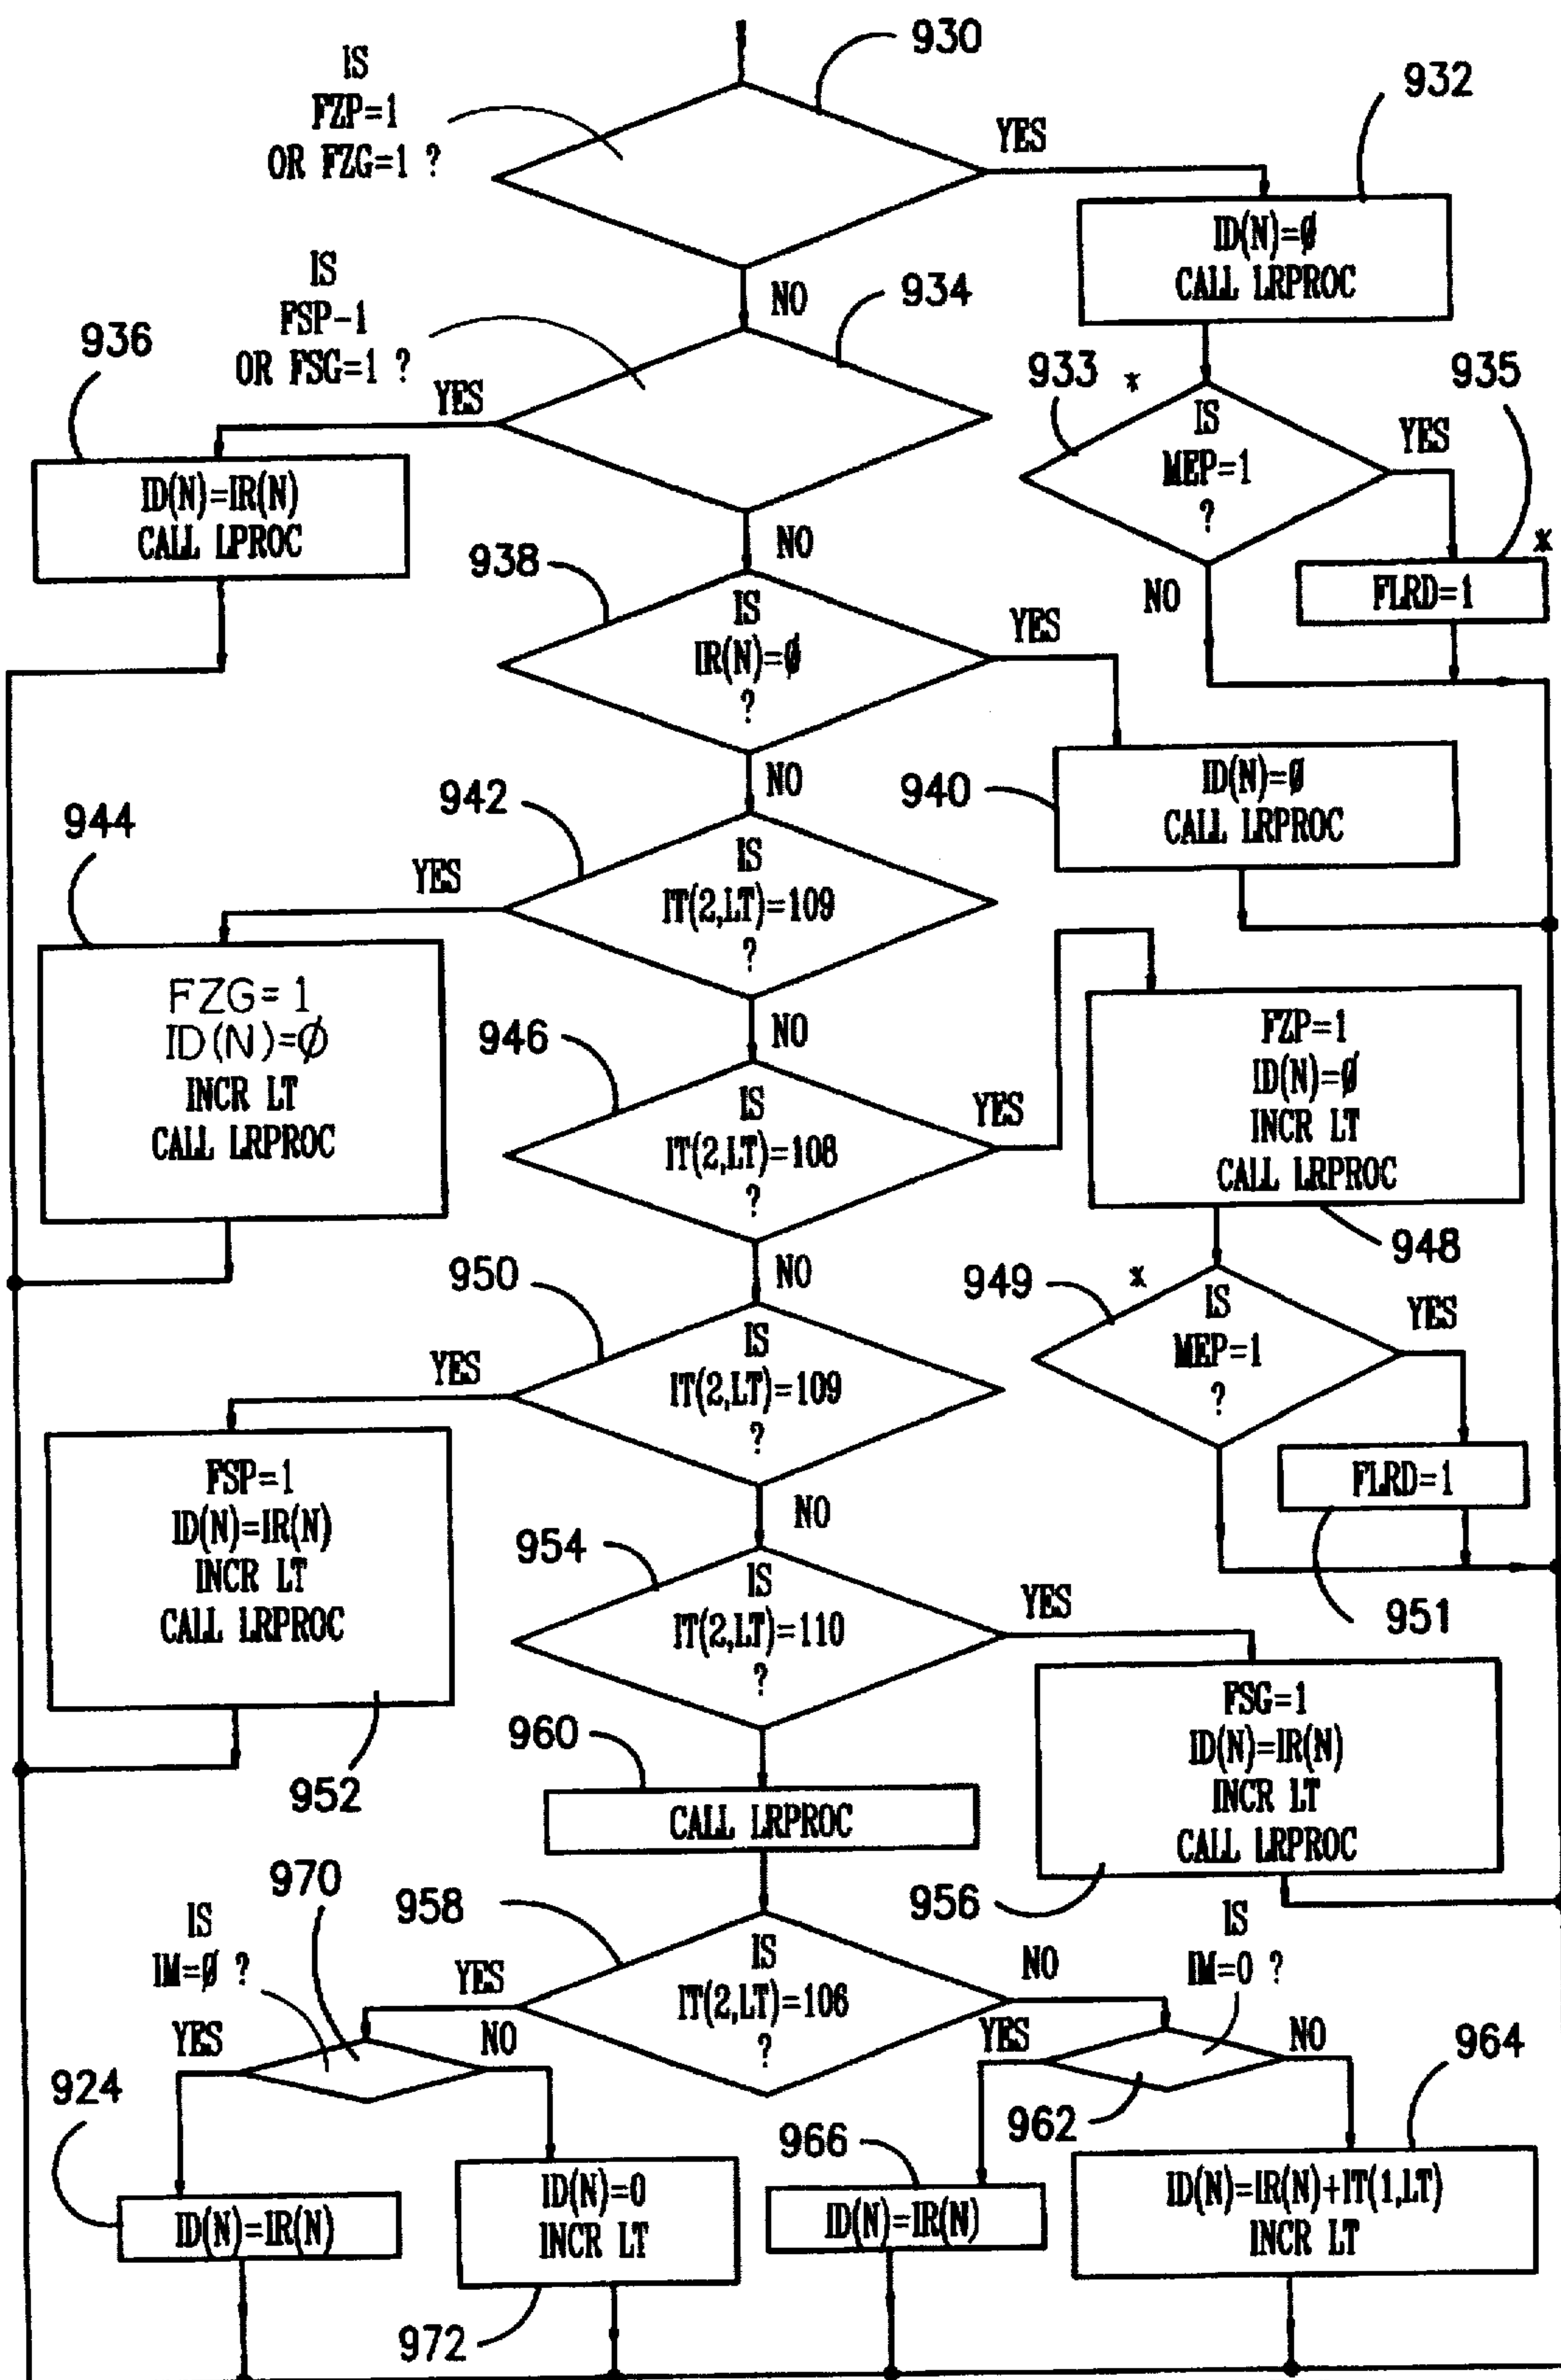 930
IS
FZP=1
OR FZG=1 ?
YES
932
ID(N)=Ø
CALL LRPROC
NO
IS
FSP-1
OR FSG=1 ?
934
936
YES
ID(N)=IR(N)
CALL LPROC
933 *
IS
MEP=1
?
YES
935
*
FLRD=1
NO
NO
938
IS
IR(N)=Ø
?
YES
940
ID(N)=Ø
CALL LRPROC
NO
942
944
IS
IT(2,LT)=109
?
YES
FZG=1
ID(N)=Ø
INCR LT
CALL LRPROC
NO
946
IS
IT(2,LT)=108
?
YES
FZP=1
ID(N)=Ø
INCR LT
CALL LRPROC
948
NO
949 *
IS
MEP=1
?
YES
FLRD=1
951
950
IS
IT(2,LT)=109
?
YES
FSP=1
ID(N)=IR(N)
INCR LT
CALL LRPROC
952
NO
954
IS
IT(2,LT)=110
?
YES
FSG=1
ID(N)=IR(N)
INCR LT
CALL LRPROC
956
960
CALL LRPROC
958
IS
IT(2,LT)=106
?
YES
NO
970
IS
IM=Ø ?
YES
NO
924
ID(N)=IR(N)
ID(N)=0
INCR LT
972
IS
IM=0 ?
YES
NO
962
964
966
ID(N)=IR(N)
ID(N)=IR(N)+IT(1,LT)
INCR LT